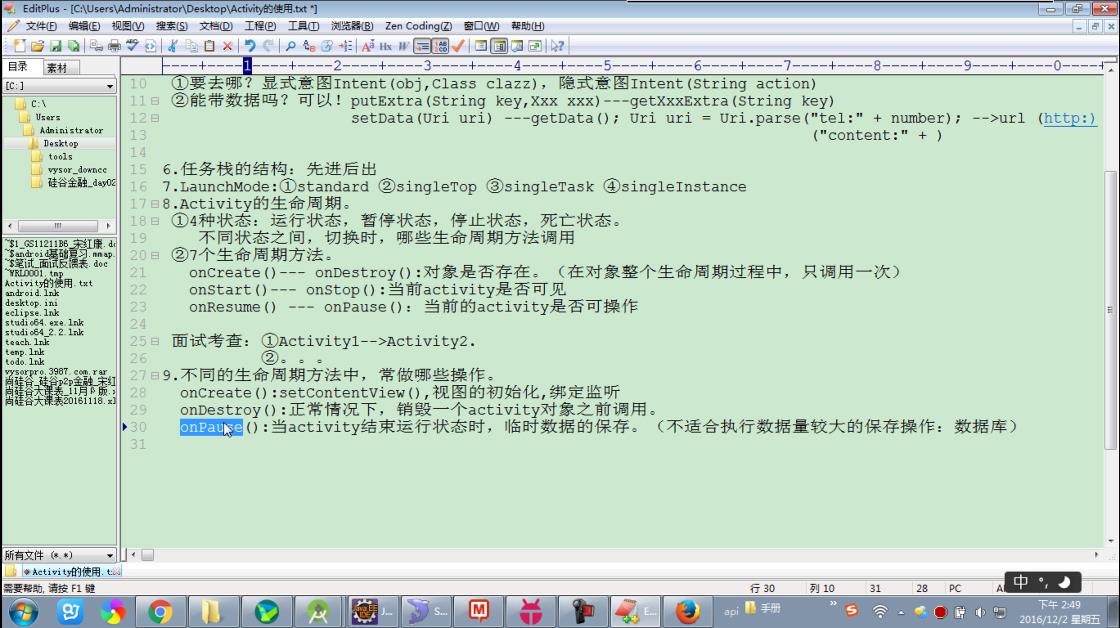 EditPlus - [C:\Users\Administrator\Desktop\Activity的使用.txt *]
文件(F) 编辑(E) 视图(V) 搜索(S) 文档(D) 工程(P) 工具(T) 浏览器(B) Zen Coding(Z) 窗口(W) 帮助(H)
目录 素材
[C:]
C:\
Users
Administrator
Desktop
tools
vysor_downcc
硅谷金融_day02
~$1_GS11211B6_宋红康.do
~$android基础复习.mmap
~$笔试_面试反馈表.doc
~WRL0001.tmp
Activity的使用.txt
android.lnk
desktop.ini
eclipse.lnk
studio64.exe.lnk
studio64_2.2.lnk
teach.lnk
temp.lnk
todo.lnk
vysorpro.3987.com.rar
尚硅谷_硅谷p2p金融_宋红
尚硅谷大课表_11月β版.x
尚硅谷大课表20161118.xl
所有文件 (*.*)
----+----1----+----2----+----3----+----4----+----5----+----6----+----7----+----8----+----9----+----0----+-
10 ①要去哪？显式意图Intent(obj,Class clazz)，隐式意图Intent(String action)
11 ②能带数据吗？可以！putExtra(String key,Xxx xxx)---getXxxExtra(String key)
12 setData(Uri uri) ---getData(); Uri uri = Uri.parse("tel:" + number); -->url (http:)
13 ("content:" + )
14
15 6.任务栈的结构：先进后出
16 7.LaunchMode:①standard ②singleTop ③singleTask ④singleInstance
17 8.Activity的生命周期。
18 ①4种状态：运行状态，暂停状态，停止状态，死亡状态。
19 不同状态之间，切换时，哪些生命周期方法调用
20 ②7个生命周期方法。
21 onCreate()--- onDestroy():对象是否存在。（在对象整个生命周期过程中，只调用一次）
22 onStart()--- onStop():当前activity是否可见
23 onResume() --- onPause()：当前的activity是否可操作
24
25 面试考查：①Activity1-->Activity2.
26 ②。。。
27 9.不同的生命周期方法中，常做哪些操作。
28 onCreate():setContentView(),视图的初始化,绑定监听
29 onDestroy():正常情况下，销毁一个activity对象之前调用。
30 onPause():当activity结束运行状态时，临时数据的保存。（不适合执行数据量较大的保存操作：数据库）
31
Activity的使用.t
需要帮助, 请按 F1 键 行 30 列 10 31 28 PC
中
J... S... E... api 手册
下午 2:49
2016/12/2 星期五